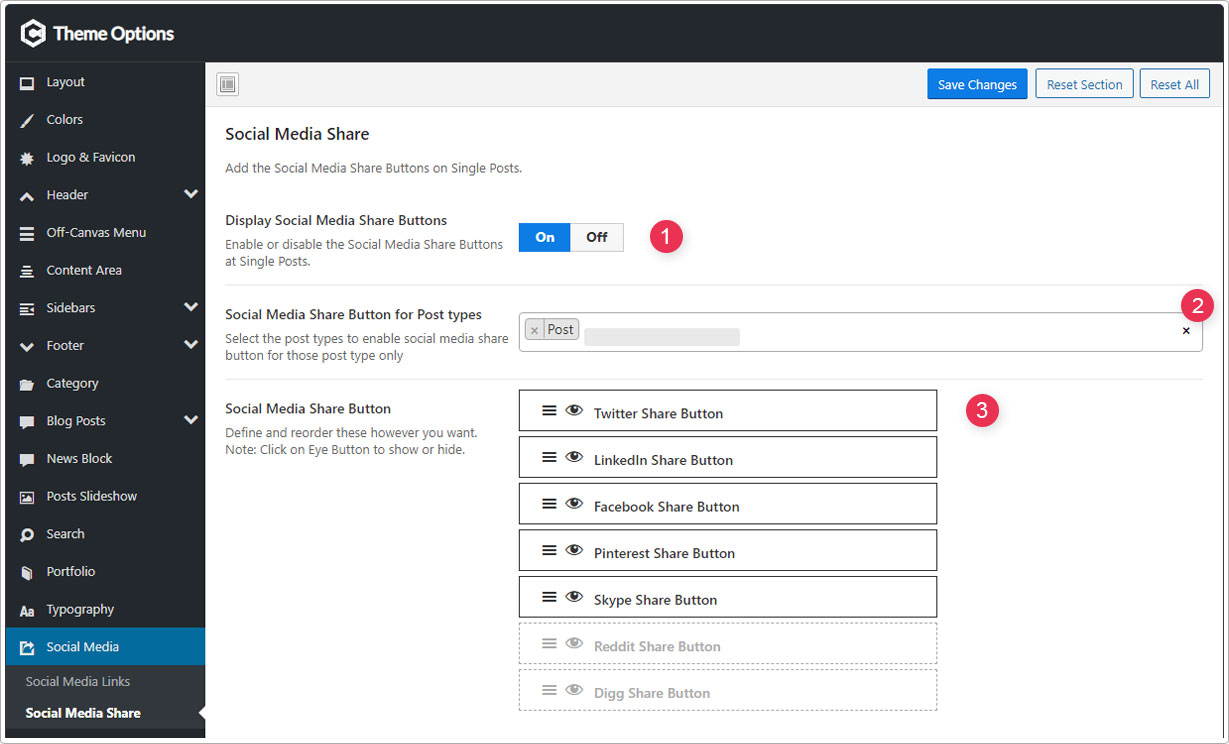 Theme Options
Layout
Colors
Logo & Favicon
Header
Off-Canvas Menu
Content Area
Sidebars
Footer
Category
Blog Posts
News Block
Posts Slideshow
Search
Portfolio
Aa Typography
Social Media
Social Media Links
Social Media Share
Save Changes
Reset Section
Reset All
Social Media Share
Add the Social Media Share Buttons on Single Posts.
Display Social Media Share Buttons
Enable or disable the Social Media Share Buttons
at Single Posts.
On
Off
1
Social Media Share Button for Post types
Select the post types to enable social media share
button for those post type only
× Post
×
2
Social Media Share Button
Define and reorder these however you want.
Note: Click on Eye Button to show or hide.
Twitter Share Button
3
LinkedIn Share Button
Facebook Share Button
Pinterest Share Button
Skype Share Button
Reddit Share Button
Digg Share Button